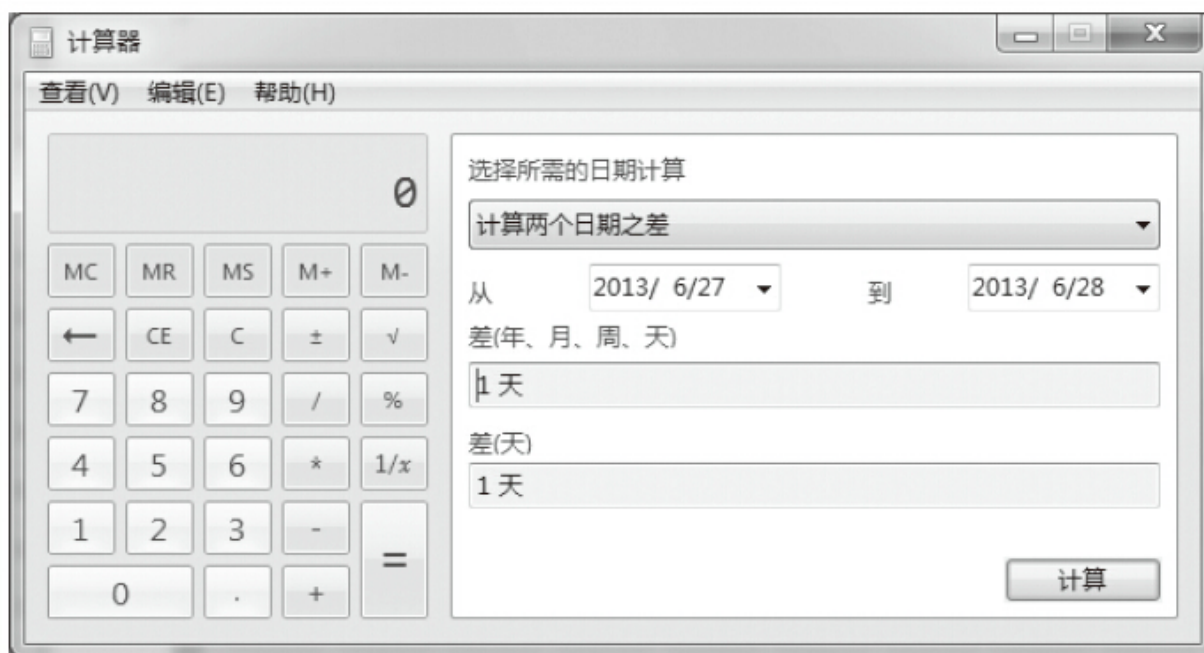 计算器
查看(V) 编辑(E) 帮助(H)
0
MC MR MS M+ M-
← CE C ± √
7 8 9 / %
4 5 6 * 1/x
1 2 3 - =
0 . +
选择所需的日期计算
计算两个日期之差
从 2013/ 6/27 到 2013/ 6/28
差(年、月、周、天)
1 天
差(天)
1 天
计算